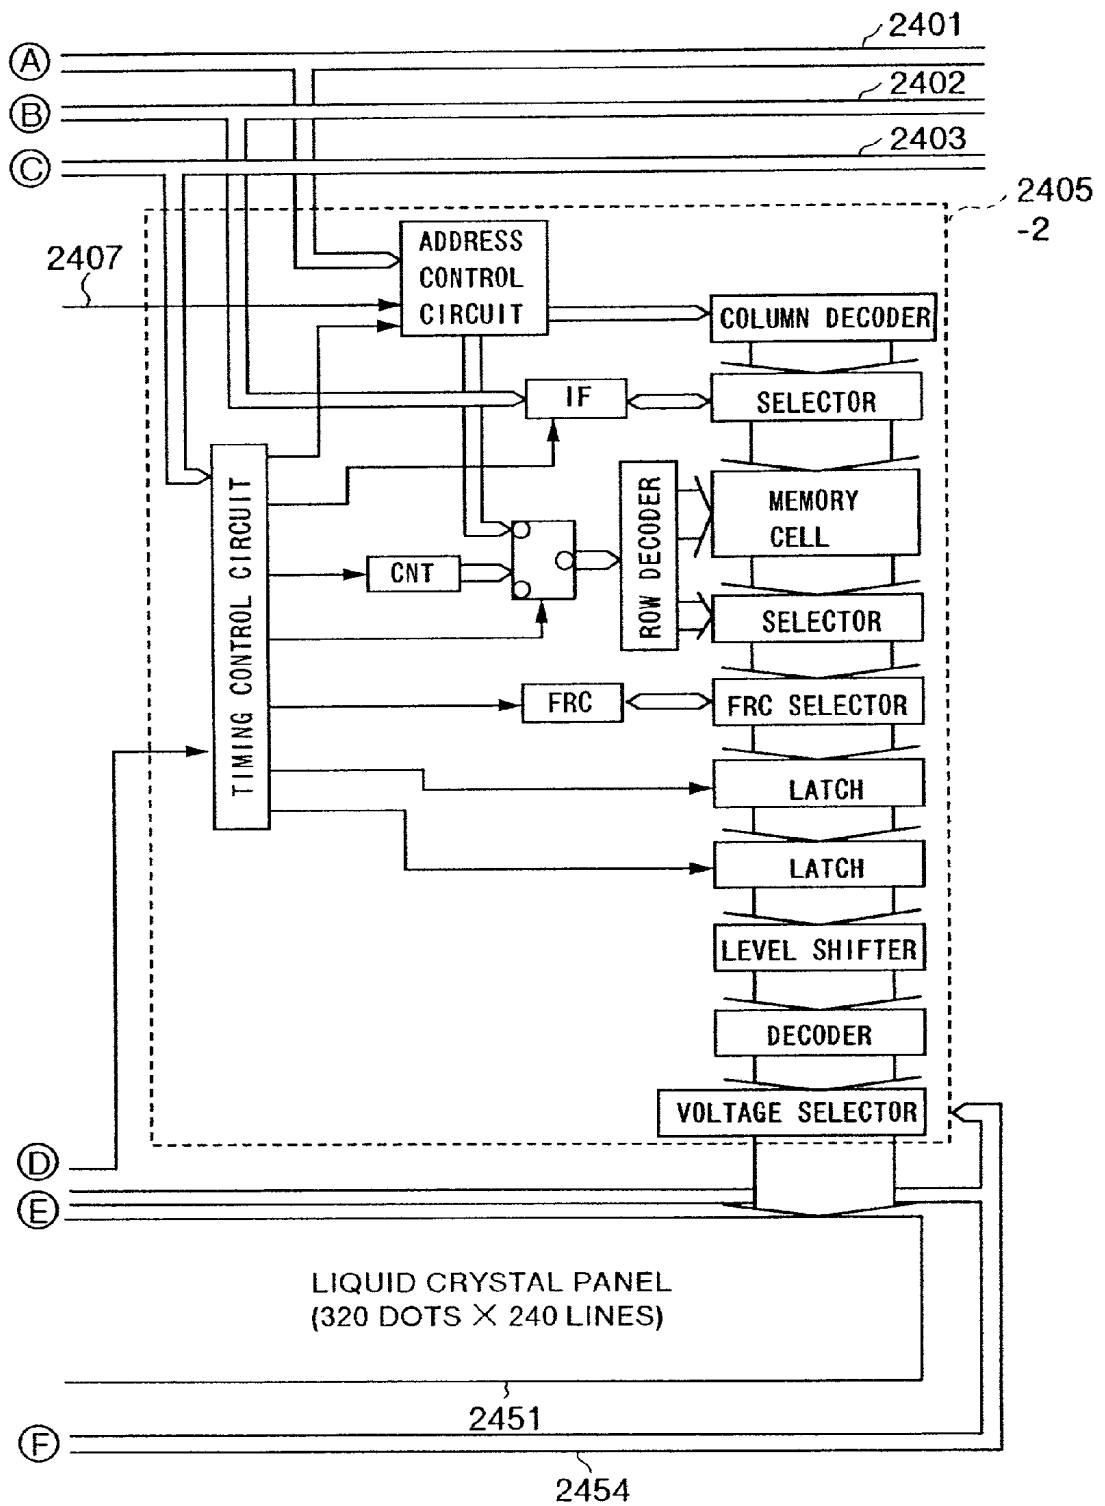 2401
A
2402
B
2403
C
2405
-2
ADDRESS
CONTROL
CIRCUIT
2407
COLUMN DECODER
IF
SELECTOR
TIMING CONTROL CIRCUIT
ROW DECODER
MEMORY
CELL
CNT
SELECTOR
FRC
FRC SELECTOR
LATCH
LATCH
LEVEL SHIFTER
DECODER
VOLTAGE SELECTOR
D
E
LIQUID CRYSTAL PANEL
(320 DOTS X 240 LINES)
2451
F
2454